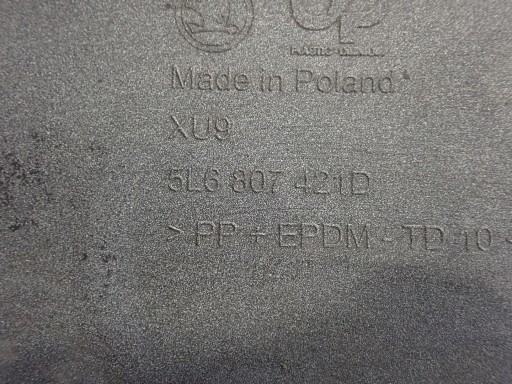 Made in Poland
XU9
5L6 807 421D
> PP + EPDM - TD 10 <